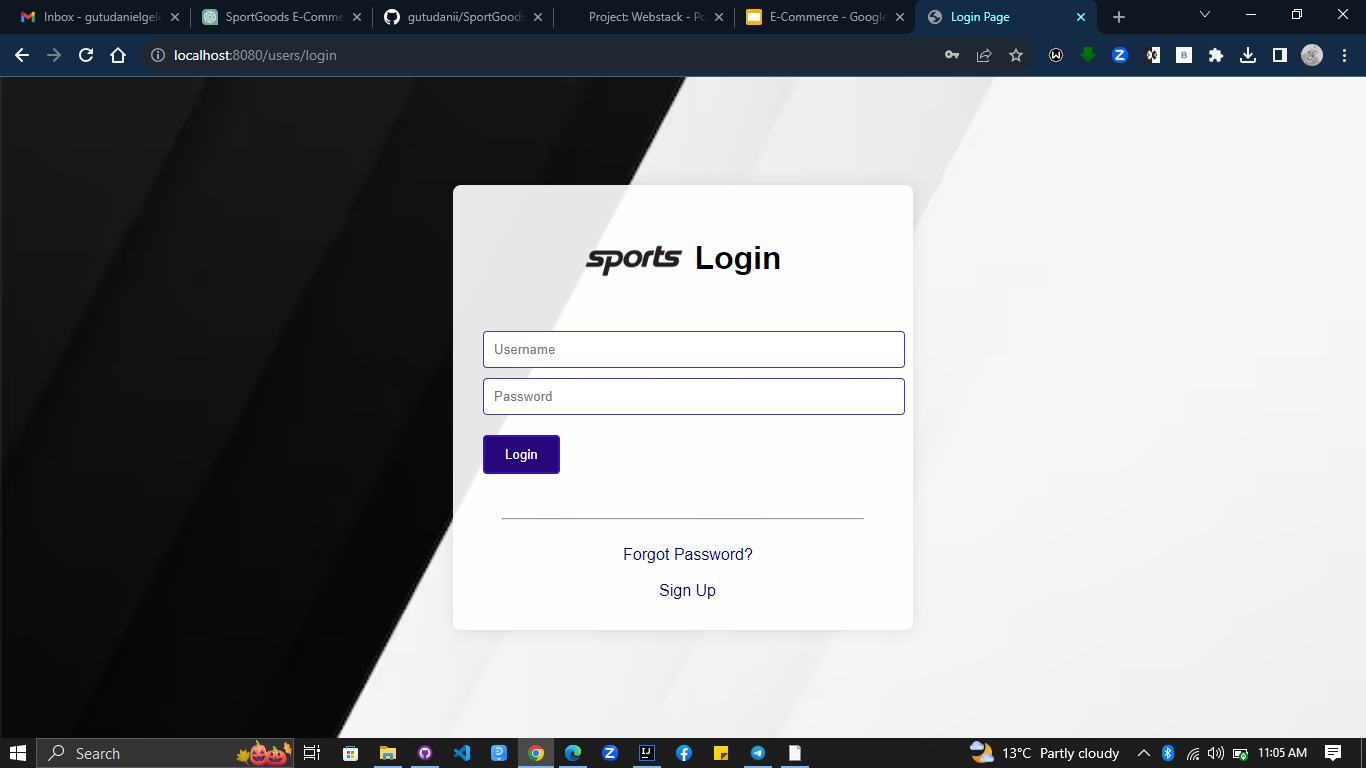 Inbox - gutudanielgele
SportGoods E-Comme
gutudanii/SportGoods
Project: Webstack - Po
E-Commerce - Google
Login Page
localhost:8080/users/login
sports Login
Username
Password
Login
Forgot Password?
Sign Up
Search
13°C Partly cloudy
11:05 AM